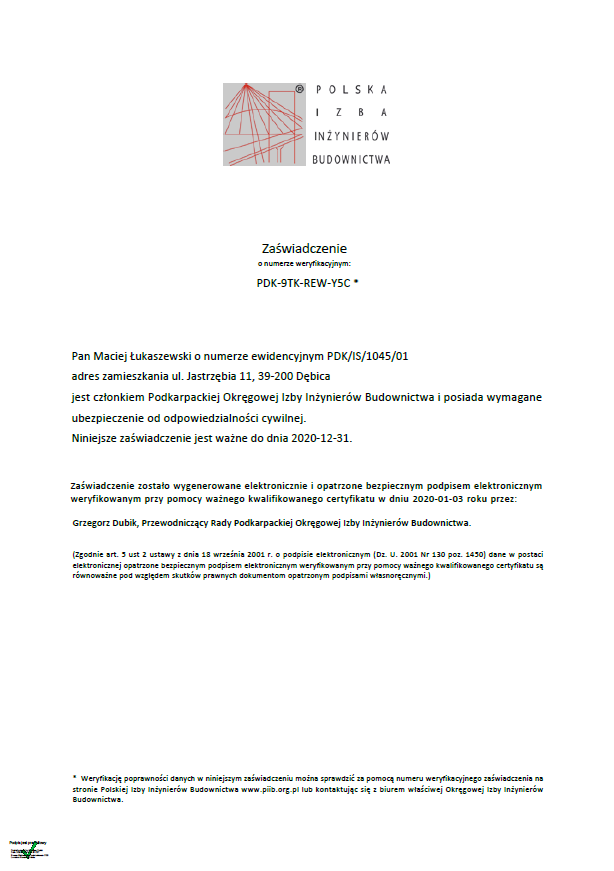 ®
POLSKA
IZBA
INŻYNIERÓW
BUDOWNICTWA
Zaświadczenie
o numerze weryfikacyjnym:
PDK-9TK-REW-Y5C *
Pan Maciej Łukaszewski o numerze ewidencyjnym PDK/IS/1045/01
adres zamieszkania ul. Jastrzębia 11, 39-200 Dębica
jest członkiem Podkarpackiej Okręgowej Izby Inżynierów Budownictwa i posiada wymagane
ubezpieczenie od odpowiedzialności cywilnej.
Niniejsze zaświadczenie jest ważne do dnia 2020-12-31.
Zaświadczenie zostało wygenerowane elektronicznie i opatrzone bezpiecznym podpisem elektronicznym
weryfikowanym przy pomocy ważnego kwalifikowanego certyfikatu w dniu 2020-01-03 roku przez:
Grzegorz Dubik, Przewodniczący Rady Podkarpackiej Okręgowej Izby Inżynierów Budownictwa.
(Zgodnie art. 5 ust 2 ustawy z dnia 18 września 2001 r. o podpisie elektronicznym (Dz. U. 2001 Nr 130 poz. 1450) dane w postaci
elektronicznej opatrzone bezpiecznym podpisem elektronicznym weryfikowanym przy pomocy ważnego kwalifikowanego certyfikatu są
równoważne pod względem skutków prawnych dokumentom opatrzonym podpisami własnoręcznymi.)
* Weryfikację poprawności danych w niniejszym zaświadczeniu można sprawdzić za pomocą numeru weryfikacyjnego zaświadczenia na
stronie Polskiej Izby Inżynierów Budownictwa www.piib.org.pl lub kontaktując się z biurem właściwej Okręgowej Izby Inżynierów
Budownictwa.
Podpis jest prawidłowy